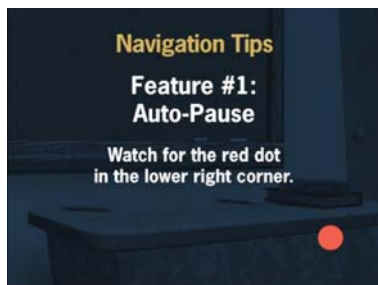 Navigation Tips
Feature #1:
Auto-Pause
Watch for the red dot
in the lower right corner.